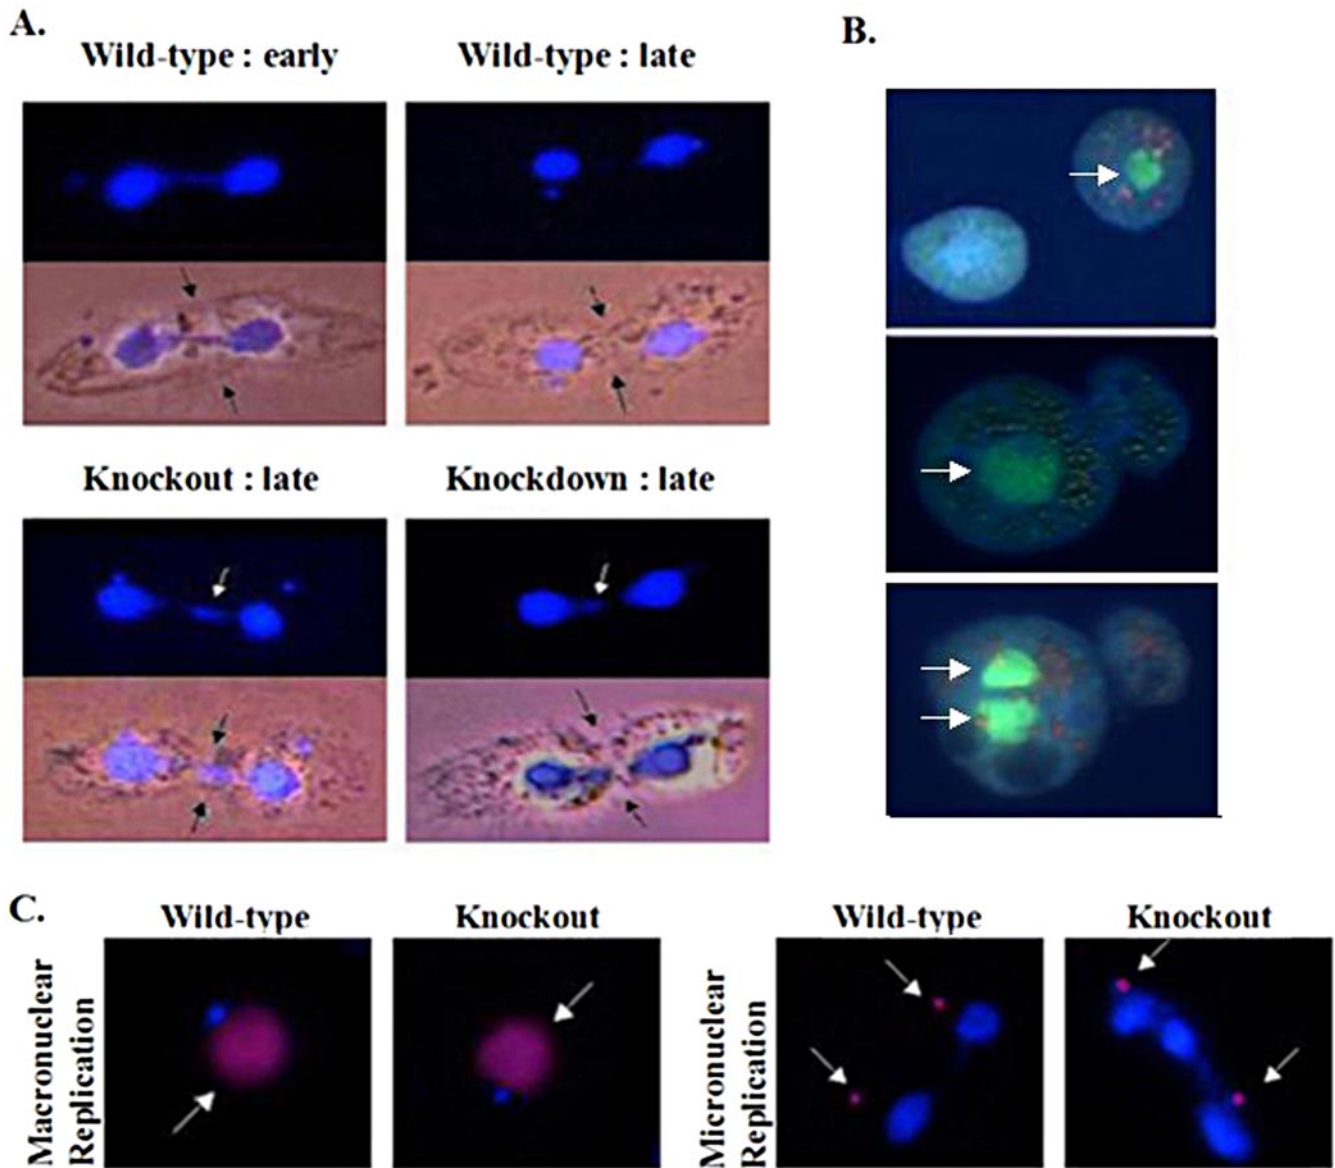 A.
B.
Wild-type : early
Wild-type : late
Knockout : late
Knockdown : late
C.
Wild-type
Knockout
Wild-type
Knockout
Macronuclear
Replication
Micronuclear
Replication